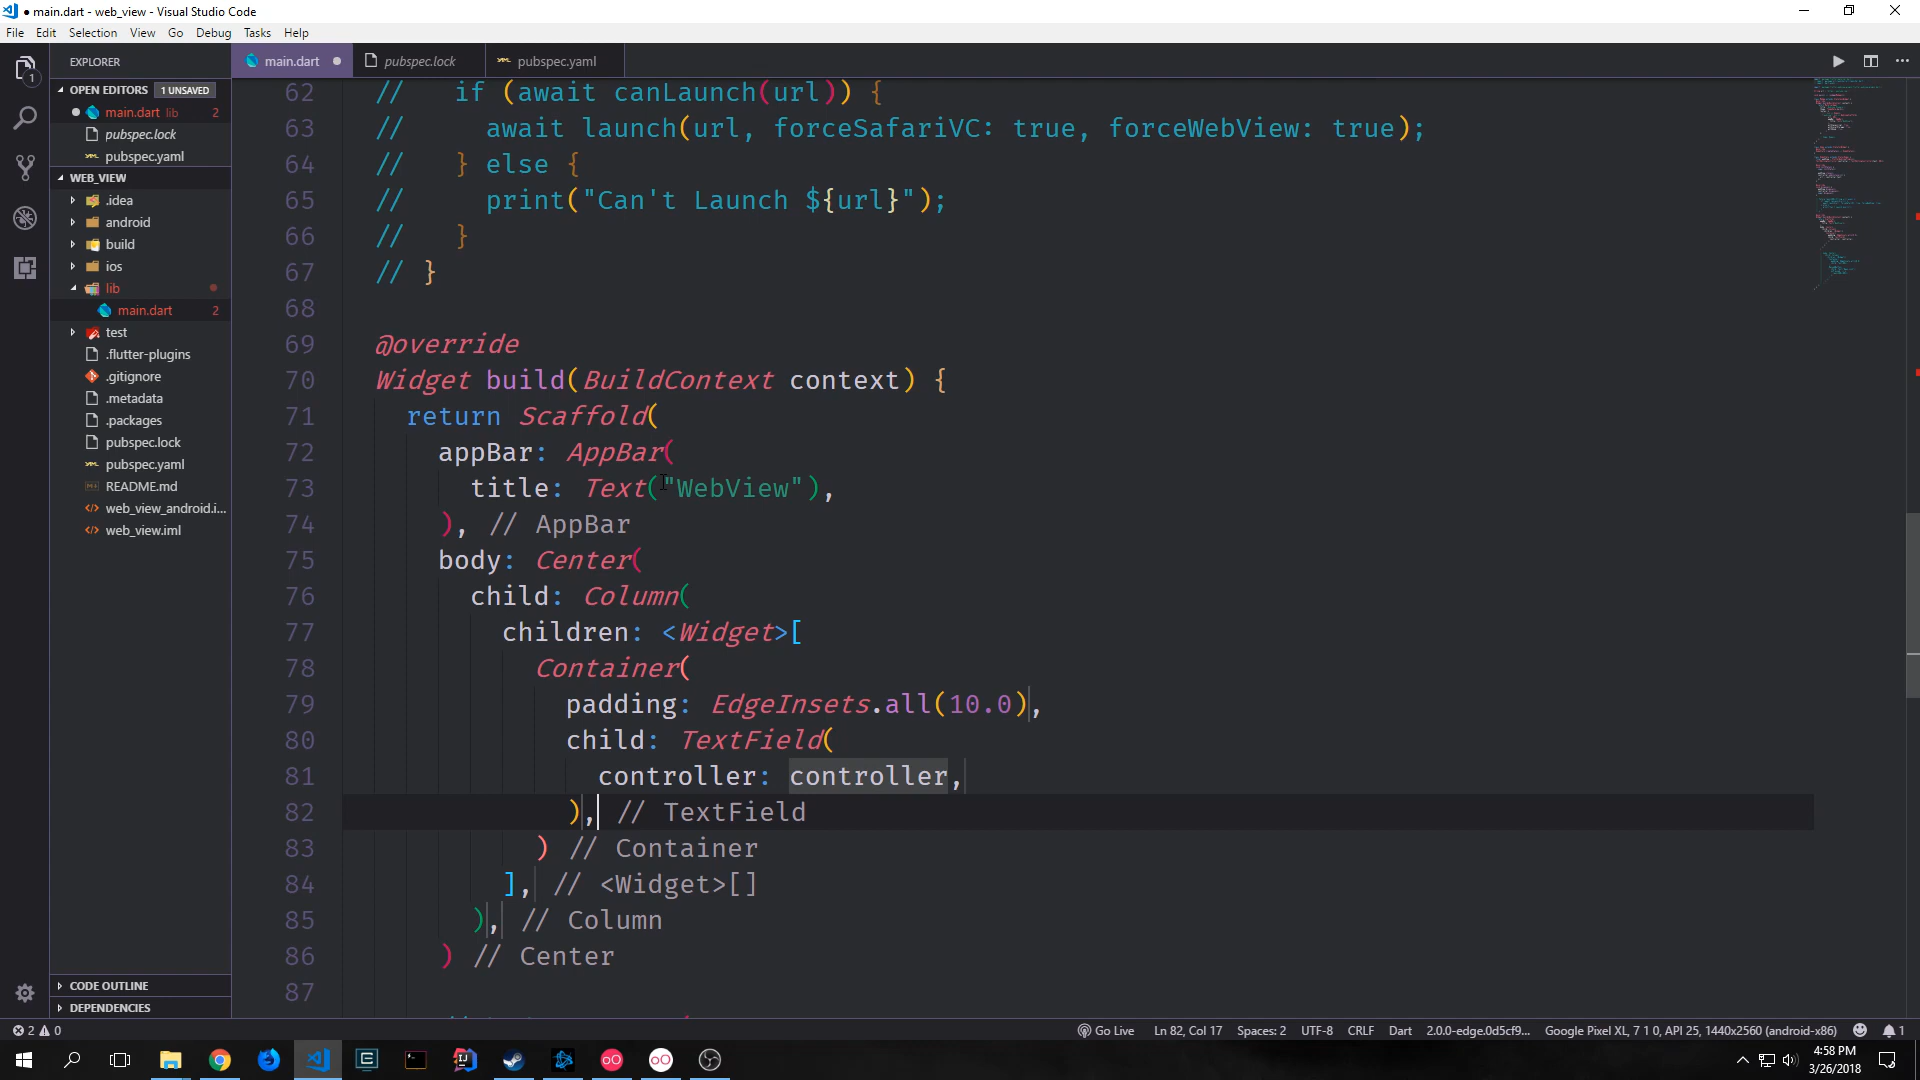 ● main.dart - web_view - Visual Studio Code
File Edit Selection View Go Debug Tasks Help
EXPLORER
main.dart ●
pubspec.lock
pubspec.yaml
1
OPEN EDITORS 1 UNSAVED
● main.dart lib 2
pubspec.lock
pubspec.yaml
WEB_VIEW
.idea
android
build
ios
lib
main.dart 2
test
.flutter-plugins
.gitignore
.metadata
.packages
pubspec.lock
pubspec.yaml
README.md
web_view_android.i...
web_view.iml
CODE OUTLINE
DEPENDENCIES
62 //   if (await canLaunch(url)) {
63 //     await launch(url, forceSafariVC: true, forceWebView: true);
64 //   } else {
65 //     print("Can't Launch ${url}");
66 //   }
67 // }
68
69 @override
70 Widget build(BuildContext context) {
71   return Scaffold(
72     appBar: AppBar(
73       title: Text("WebView"),
74     ), // AppBar
75     body: Center(
76       child: Column(
77         children: <Widget>[
78           Container(
79             padding: EdgeInsets.all(10.0),
80             child: TextField(
81               controller: controller,
82             ), // TextField
83           ) // Container
84         ], // <Widget>[]
85       ), // Column
86     ) // Center
87
2 0
Go Live Ln 82, Col 17 Spaces: 2 UTF-8 CRLF Dart 2.0.0-edge.0d5cf9... Google Pixel XL, 7 1 0, API 25, 1440x2560 (android-x86) 1
4:58 PM
3/26/2018